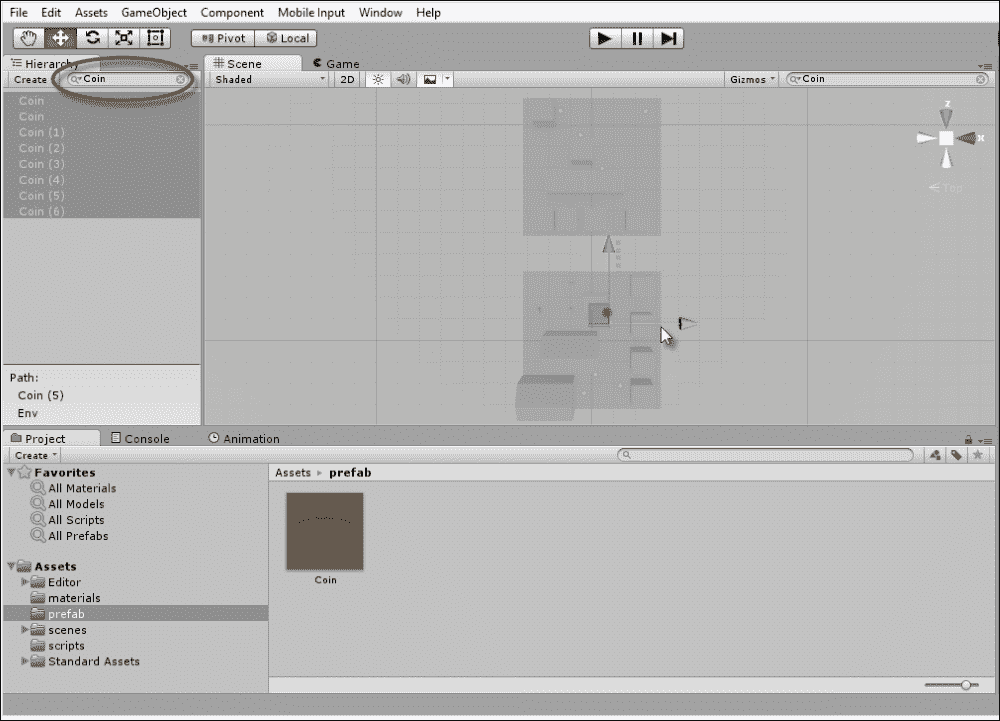 File Edit Assets GameObject Component Mobile Input Window Help
Pivot Local
Hierarchy
Scene Game
Create Coin
Shaded 2D Gizmos Coin
Coin
Coin
Coin (1)
Coin (2)
Coin (3)
Coin (4)
Coin (5)
Coin (6)
z
x
Top
Path:
Coin (5)
Env
Project Console Animation
Create
Favorites
All Materials
All Models
All Scripts
All Prefabs
Assets
Editor
materials
prefab
scenes
scripts
Standard Assets
Assets prefab
Coin